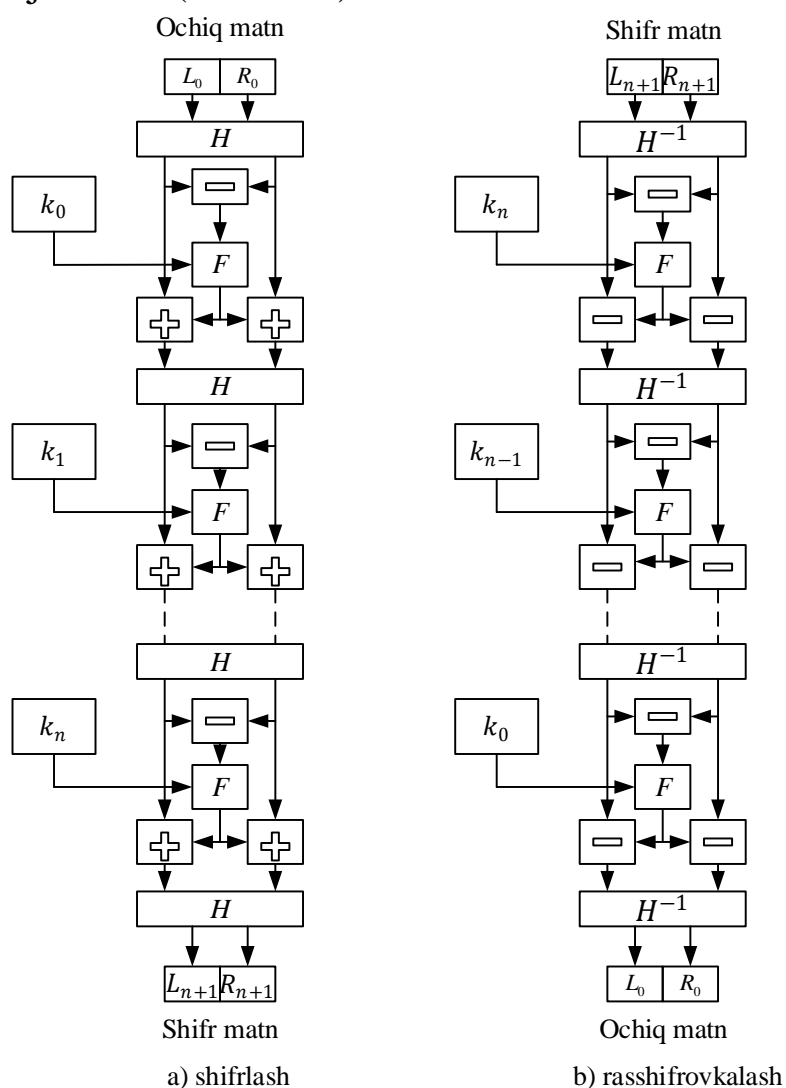 Ochiq matn
L₀ R₀
H
k₀
F
H
k₁
F
H
kₙ
F
H
Lₙ₊₁ Rₙ₊₁
Shifr matn
a) shifrlash
Shifr matn
Lₙ₊₁ Rₙ₊₁
H⁻¹
kₙ
F
H⁻¹
kₙ₋₁
F
H⁻¹
k₀
F
H⁻¹
L₀ R₀
Ochiq matn
b) rasshifrovkalash